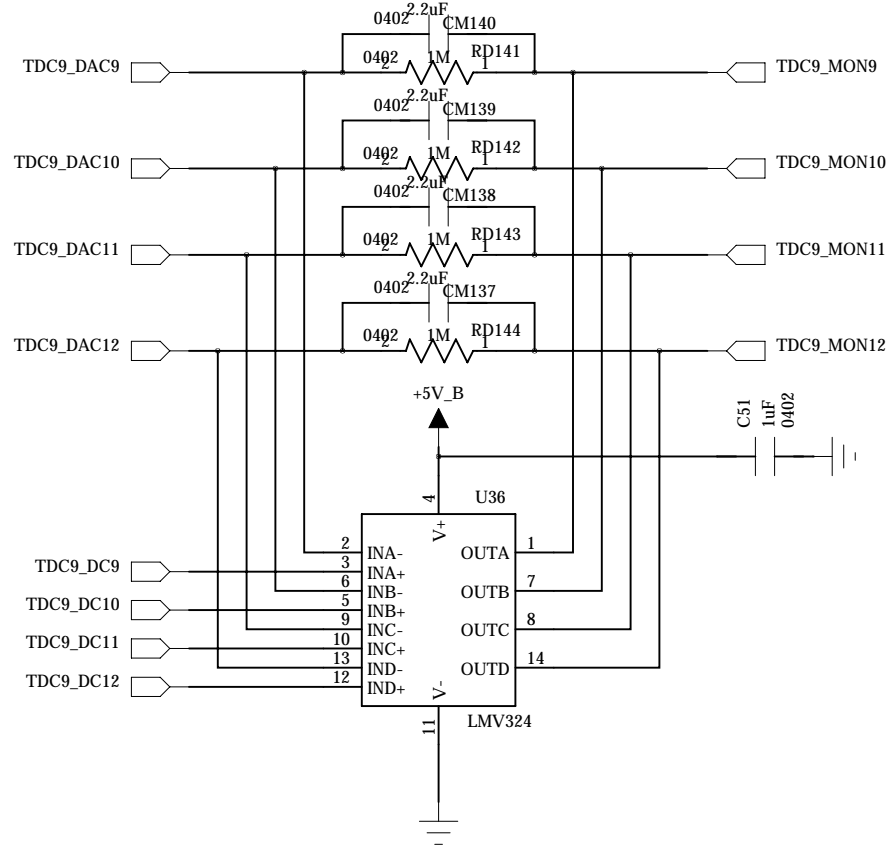 2.2uF
0402 CM140
TDC9_DAC9 0402 2 1M 1 RD141 TDC9_MON9
2.2uF
0402 CM139
TDC9_DAC10 0402 2 1M 1 RD142 TDC9_MON10
2.2uF
0402 CM138
TDC9_DAC11 0402 2 1M 1 RD143 TDC9_MON11
2.2uF
0402 CM137
TDC9_DAC12 0402 2 1M 1 RD144 TDC9_MON12
+5V_B
C51
1uF
0402
4 U36
V+
2 INA- OUTA 1
TDC9_DC9 3 INA+
6 INB- OUTB 7
TDC9_DC10 5 INB+
9 INC- OUTC 8
TDC9_DC11 10 INC+
13 IND- OUTD 14
TDC9_DC12 12 IND+
V-
11 LMV324